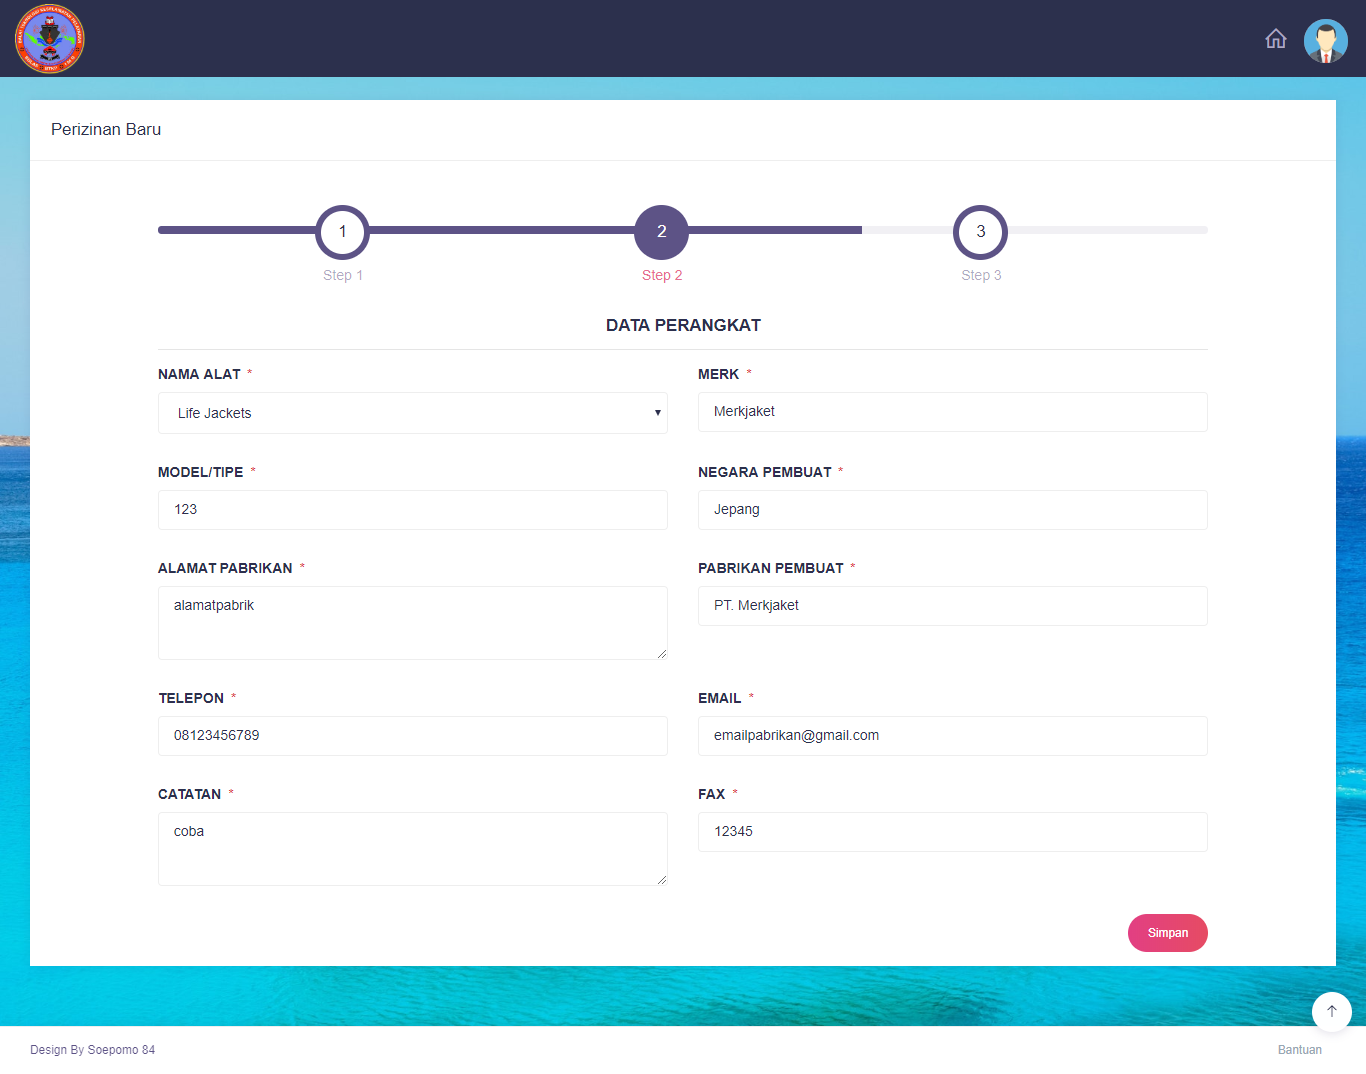 Perizinan Baru
1
2
3
Step 1
Step 2
Step 3
DATA PERANGKAT
NAMA ALAT *
MERK *
Life Jackets
Merkjaket
MODEL/TIPE *
NEGARA PEMBUAT *
123
Jepang
ALAMAT PABRIKAN *
PABRIKAN PEMBUAT *
alamatpabrik
PT. Merkjaket
TELEPON *
EMAIL *
08123456789
emailpabrikan@gmail.com
CATATAN *
FAX *
coba
12345
Simpan
Design By Soepomo 84
Bantuan